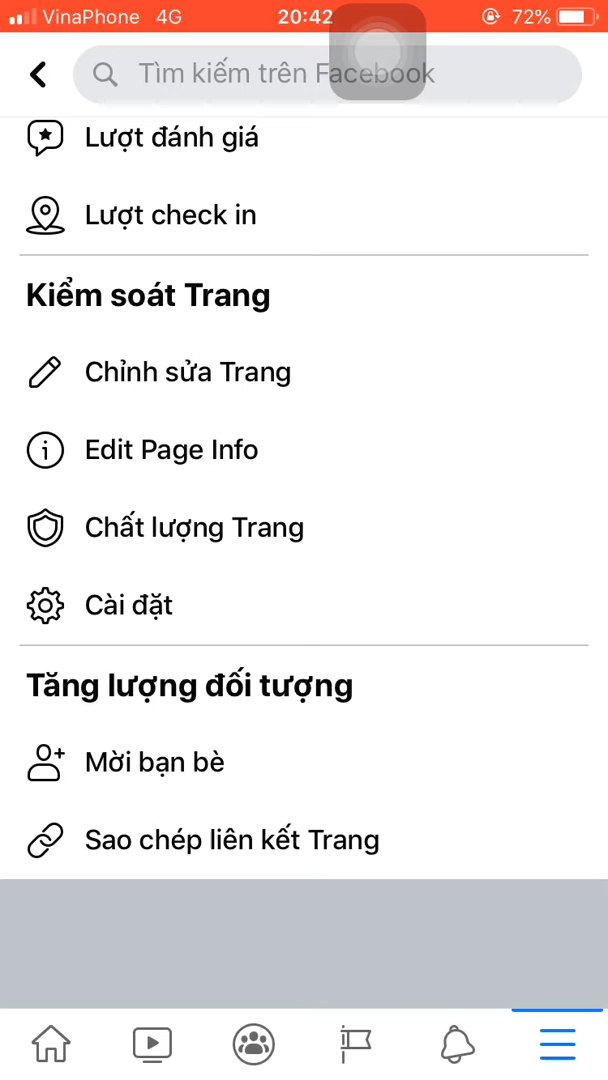 VinaPhone 4G 20:42 72%
Tìm kiếm trên Facebook
Lượt đánh giá
Lượt check in
Kiểm soát Trang
Chỉnh sửa Trang
Edit Page Info
Chất lượng Trang
Cài đặt
Tăng lượng đối tượng
Mời bạn bè
Sao chép liên kết Trang